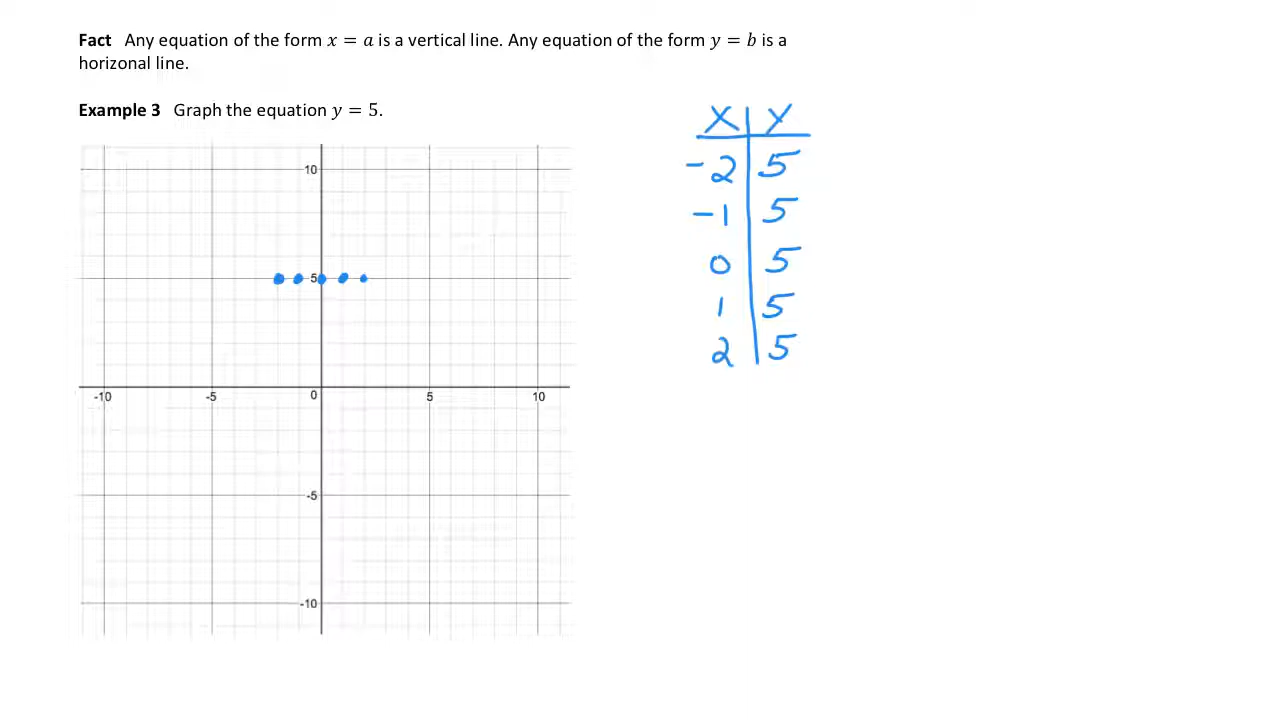 Fact Any equation of the form x = a is a vertical line. Any equation of the form y = b is a
horizonal line.
Example 3 Graph the equation y = 5.
X Y
-2 5
-1 5
0 5
1 5
2 5
10
5
-10 -5 0 5 10
-5
-10